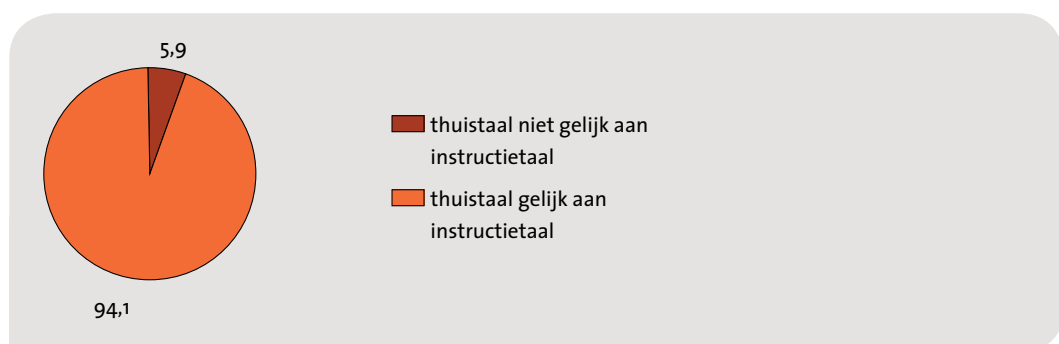 5,9
thuistaal niet gelijk aan
instructietaal
thuistaal gelijk aan
instructietaal
94,1